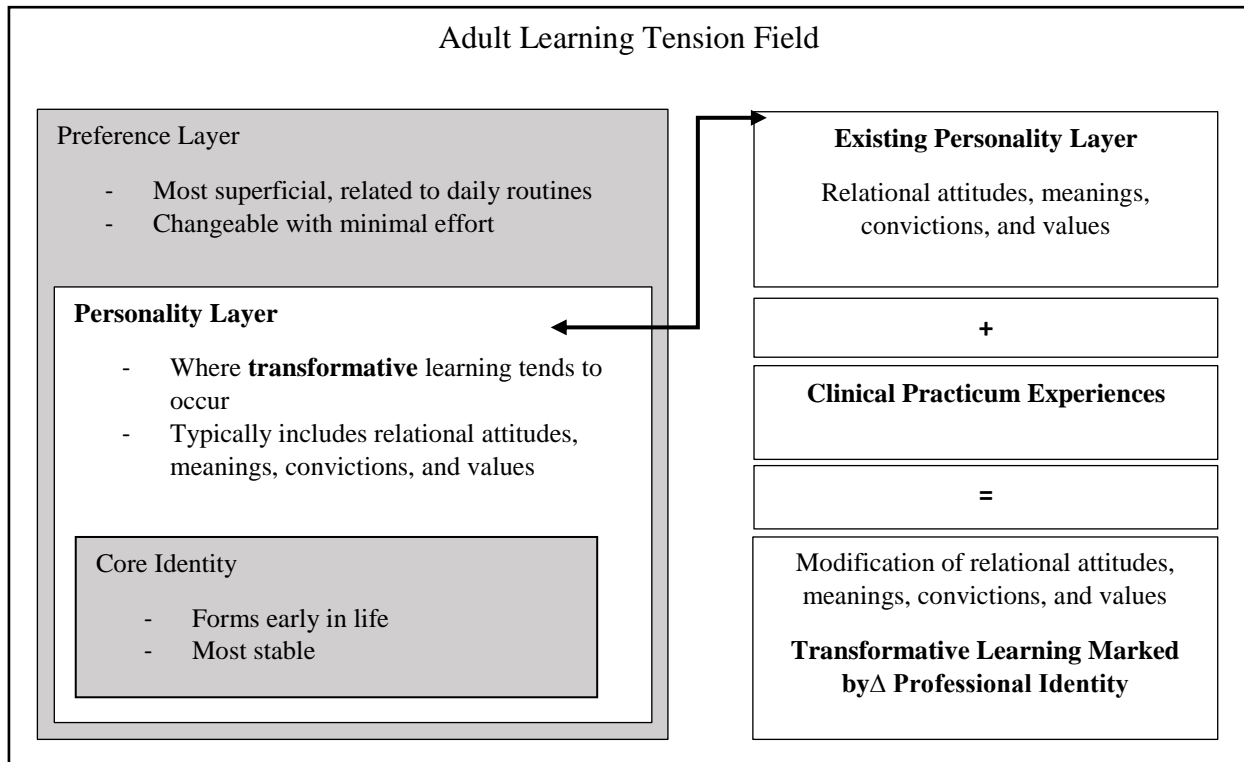 Adult Learning Tension Field
Preference Layer
- Most superficial, related to daily routines
- Changeable with minimal effort
Personality Layer
- Where transformative learning tends to
occur
- Typically includes relational attitudes,
meanings, convictions, and values
Core Identity
- Forms early in life
- Most stable
Existing Personality Layer
Relational attitudes, meanings,
convictions, and values
+
Clinical Practicum Experiences
=
Modification of relational attitudes,
meanings, convictions, and values
Transformative Learning Marked
by∆ Professional Identity